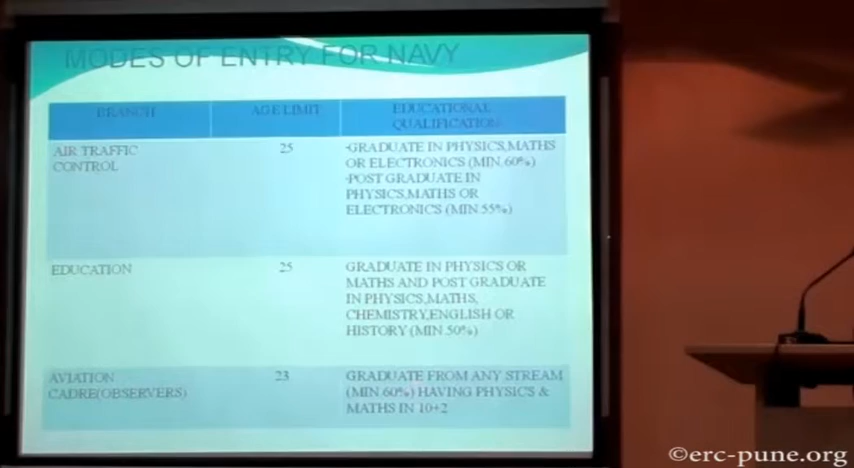 MODES OF ENTRY FOR NAVY
BRANCH AGE LIMIT EDUCATIONAL
QUALIFICATION
AIR TRAFFIC 25 •GRADUATE IN PHYSICS,MATHS
CONTROL OR ELECTRONICS (MIN.60%)
•POST GRADUATE IN
PHYSICS,MATHS OR
ELECTRONICS (MIN.55%)
EDUCATION 25 GRADUATE IN PHYSICS OR
MATHS AND POST GRADUATE
IN PHYSICS,MATHS,
CHEMISTRY,ENGLISH OR
HISTORY (MIN.50%)
AVIATION 23 GRADUATE FROM ANY STREAM
CADRE(OBSERVERS) (MIN.60%) HAVING PHYSICS &
MATHS IN 10+2
©erc-pune.org